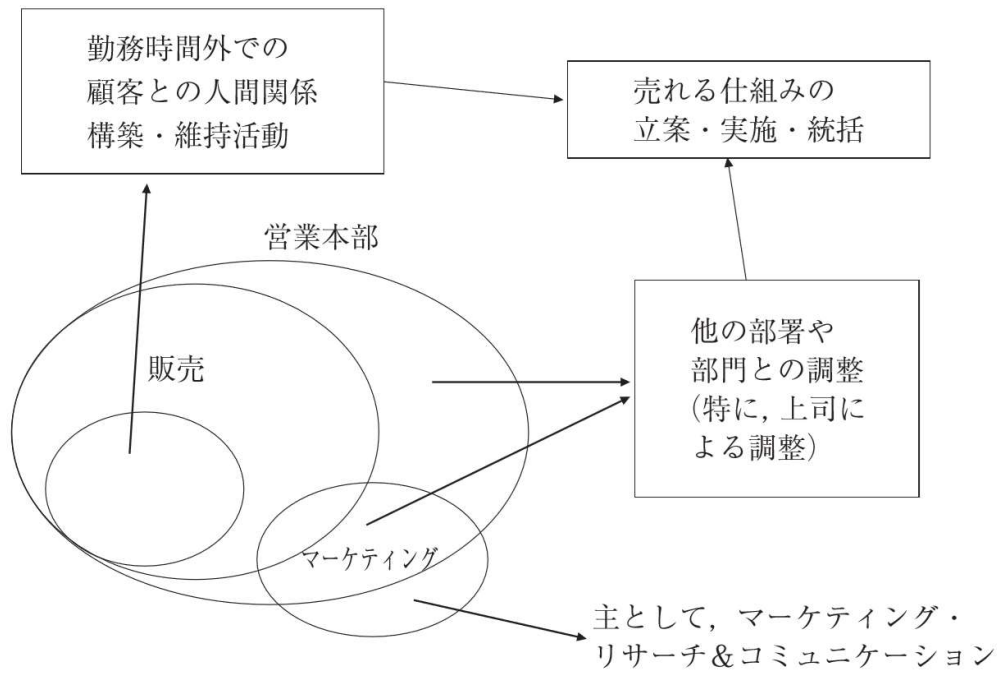 勤務時間外での
顧客との人間関係
構築・維持活動
売れる仕組みの
立案・実施・統括
営業本部
販売
他の部署や
部門との調整
(特に，上司に
よる調整)
マーケティング
主として，マーケティング・
リサーチ&コミュニケーション